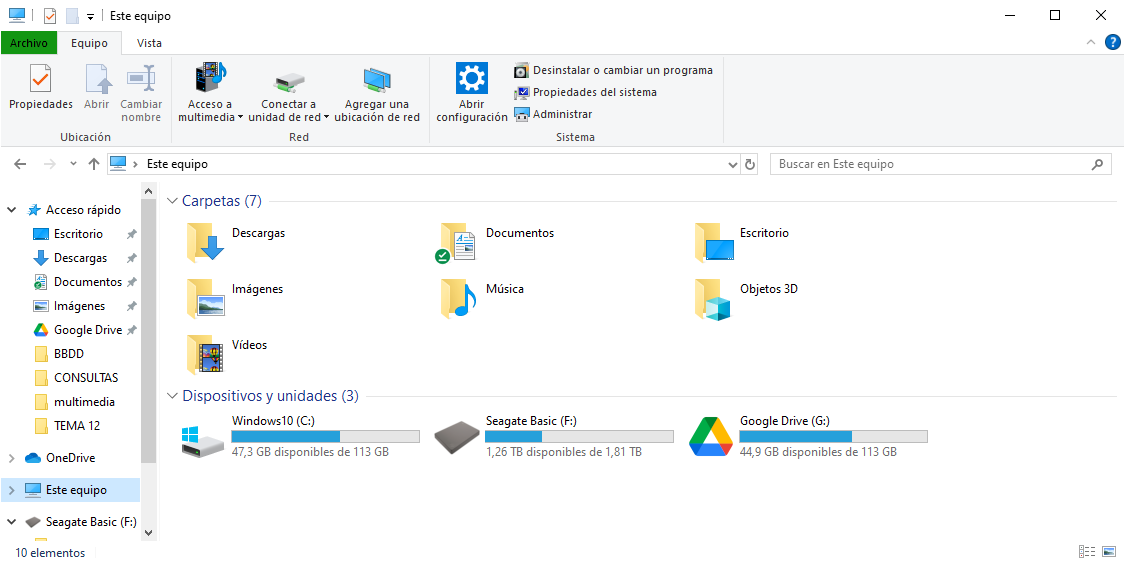 Este equipo
Archivo
Equipo
Vista
Propiedades
Abrir
Cambiar
nombre
Ubicación
Acceso a
multimedia
Conectar a
unidad de red
Agregar una
ubicación de red
Red
Abrir
configuración
Desinstalar o cambiar un programa
Propiedades del sistema
Administrar
Sistema
Este equipo
Buscar en Este equipo
Acceso rápido
Escritorio
Descargas
Documentos
Imágenes
Google Drive
BBDD
CONSULTAS
multimedia
TEMA 12
OneDrive
Este equipo
Seagate Basic (F:)
Carpetas (7)
Descargas
Documentos
Escritorio
Imágenes
Música
Objetos 3D
Vídeos
Dispositivos y unidades (3)
Windows10 (C:)
47,3 GB disponibles de 113 GB
Seagate Basic (F:)
1,26 TB disponibles de 1,81 TB
Google Drive (G:)
44,9 GB disponibles de 113 GB
10 elementos